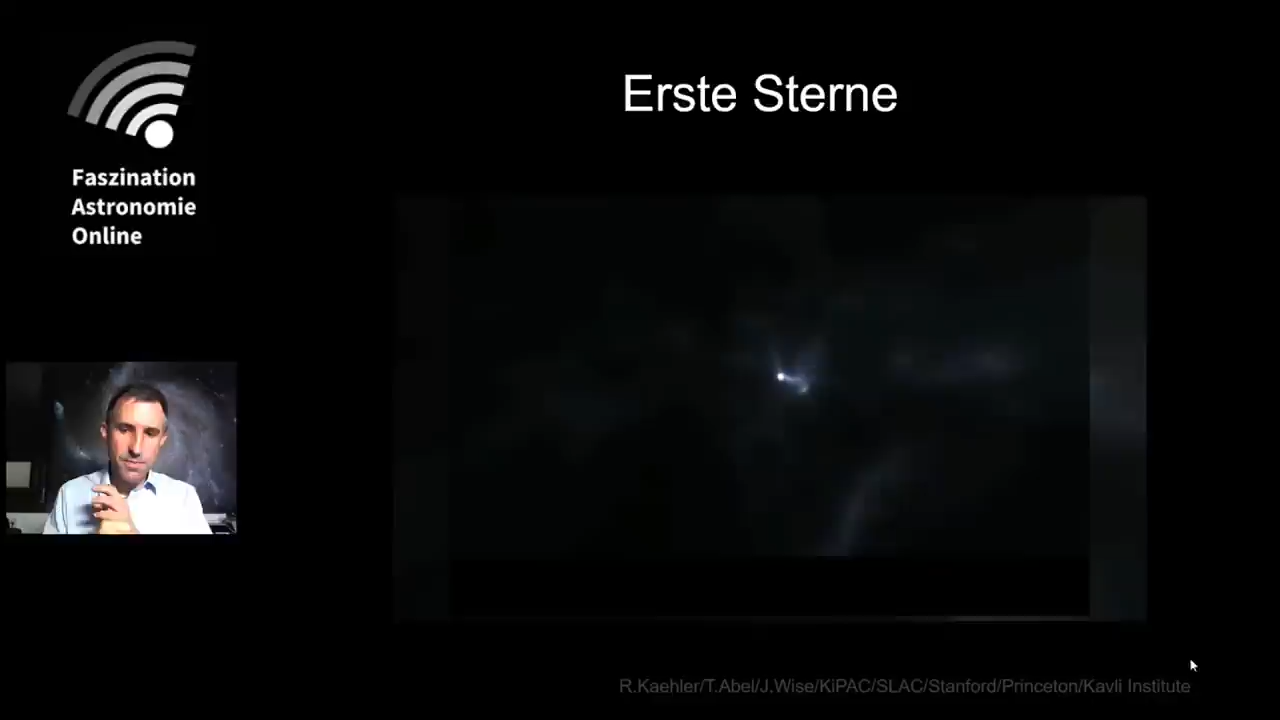 Erste Sterne
Faszination
Astronomie
Online
R.Kaehler/T.Abel/J.Wise/KiPAC/SLAC/Stanford/Princeton/Kavli Institute